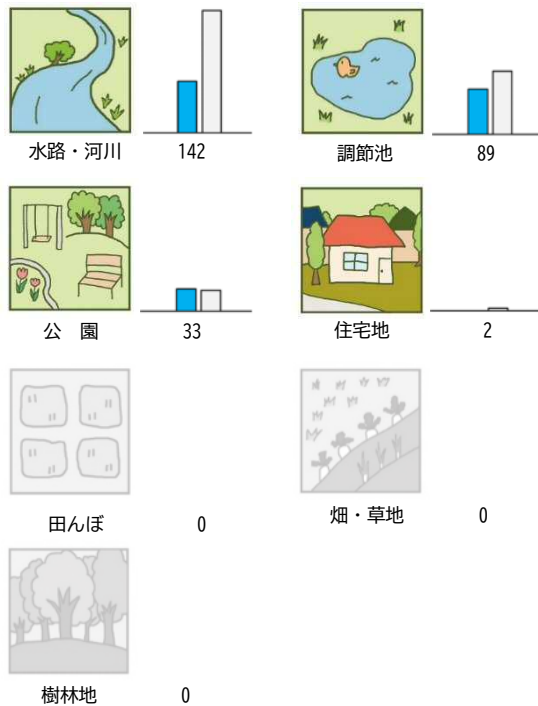 水路・河川 142
調節池 89
公 園 33
住宅地 2
田んぼ 0
畑・草地 0
樹林地 0